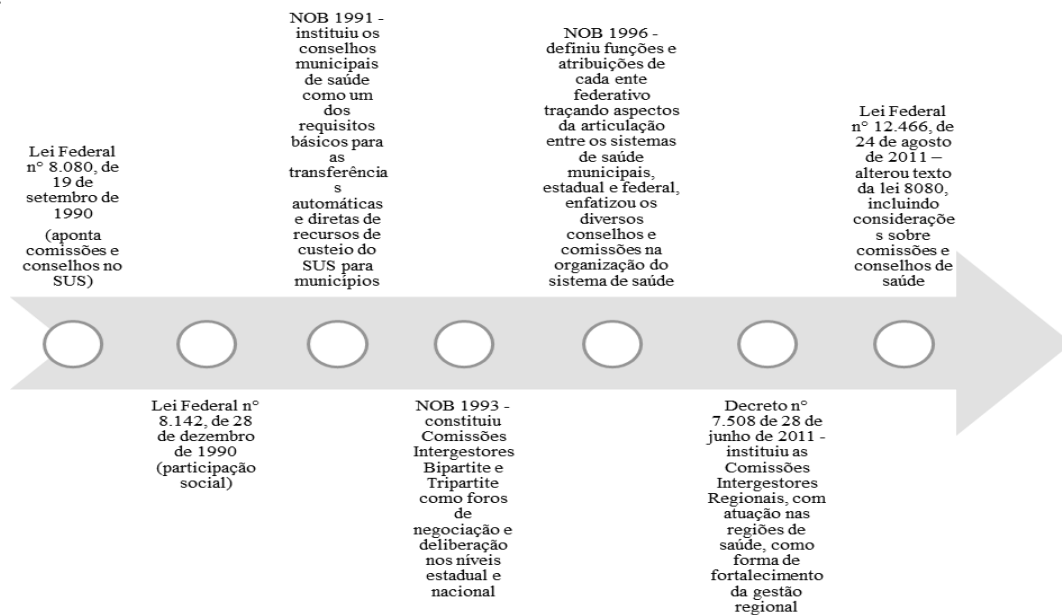 Lei Federal
n° 8.080, de
19 de
setembro de
1990
(aponta
comissões e
conselhos no
SUS)
Lei Federal n°
8.142, de 28
de dezembro
de 1990
(participação
social)
NOB 1991 -
instituiu os
conselhos
municipais
de saúde
como um
dos
requisitos
básicos para
as
transferência
s
automáticas
e diretas de
recursos de
custeio do
SUS para
municípios
NOB 1993 -
constituiu
Comissões
Intergestores
Bipartite e
Tripartite
como foros
de
negociação e
deliberação
nos níveis
estadual e
nacional
NOB 1996 -
definiu funções e
atribuições de
cada ente
federativo
traçando aspectos
da articulação
entre os sistemas
de saúde
municipais,
estadual e federal,
enfatizou os
diversos
conselhos e
comissões na
organização do
sistema de saúde
Decreto n°
7.508 de 28 de
junho de 2011 -
instituiu as
Comissões
Intergestores
Regionais, com
atuação nas
regiões de
saúde, como
forma de
fortalecimento
da gestão
regional
Lei Federal
n° 12.466, de
24 de agosto
de 2011 –
alterou texto
da lei 8080,
incluindo
consideraçõe
s sobre
comissões e
conselhos de
saúde